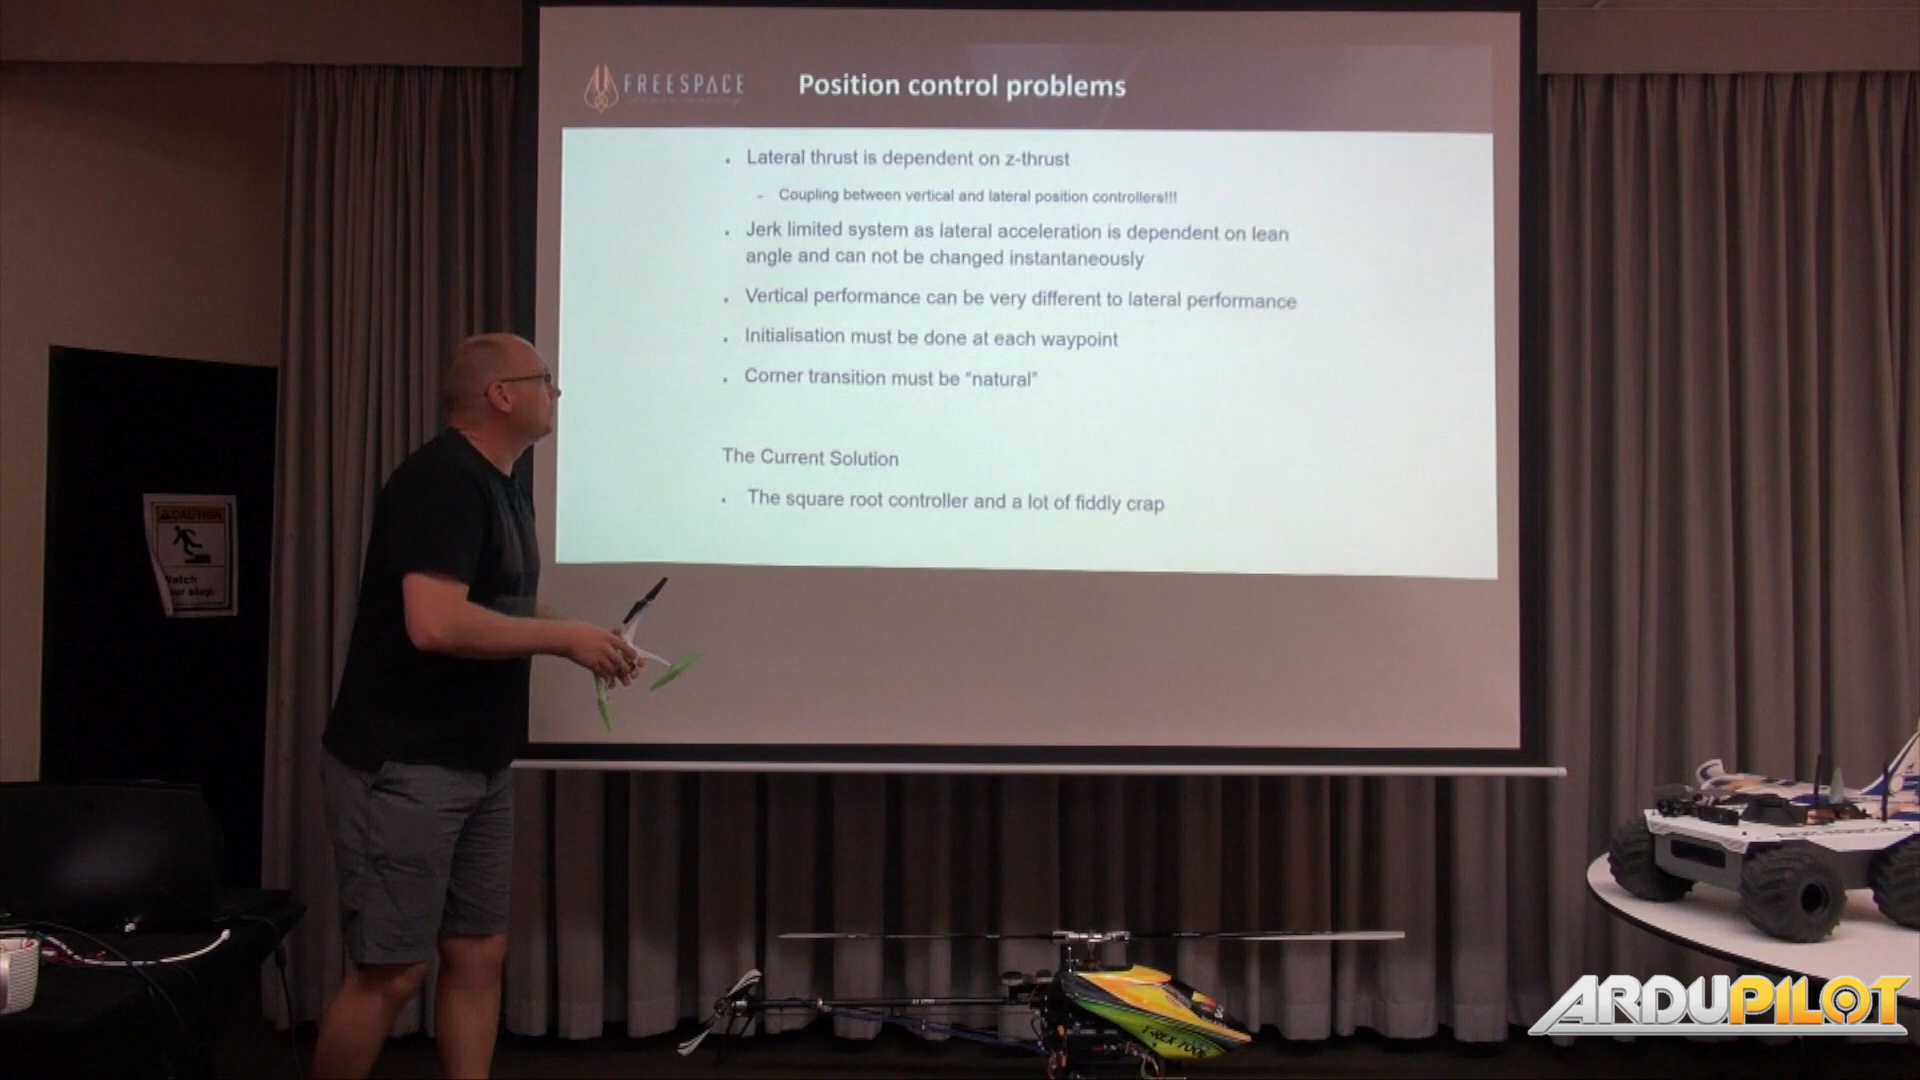 FREESPACE
Position control problems
Lateral thrust is dependent on z-thrust
- Coupling between vertical and lateral position controllers!!!
Jerk limited system as lateral acceleration is dependent on lean
angle and can not be changed instantaneously
Vertical performance can be very different to lateral performance
Initialisation must be done at each waypoint
Corner transition must be "natural"
The Current Solution
The square root controller and a lot of fiddly crap
CAUTION
step
T-REX 700E
ARDUPILOT